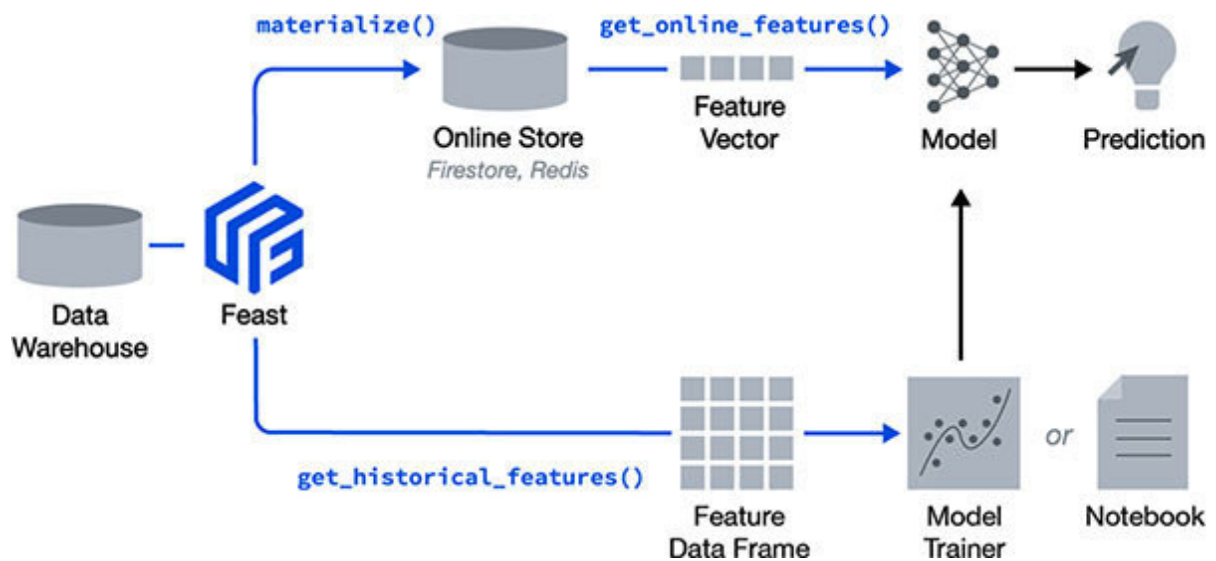 materialize()
get_online_features()
Online Store
Firestore, Redis
Feature
Vector
Model
Prediction
Data
Warehouse
Feast
get_historical_features()
Feature
Data Frame
Model
Trainer
or
Notebook